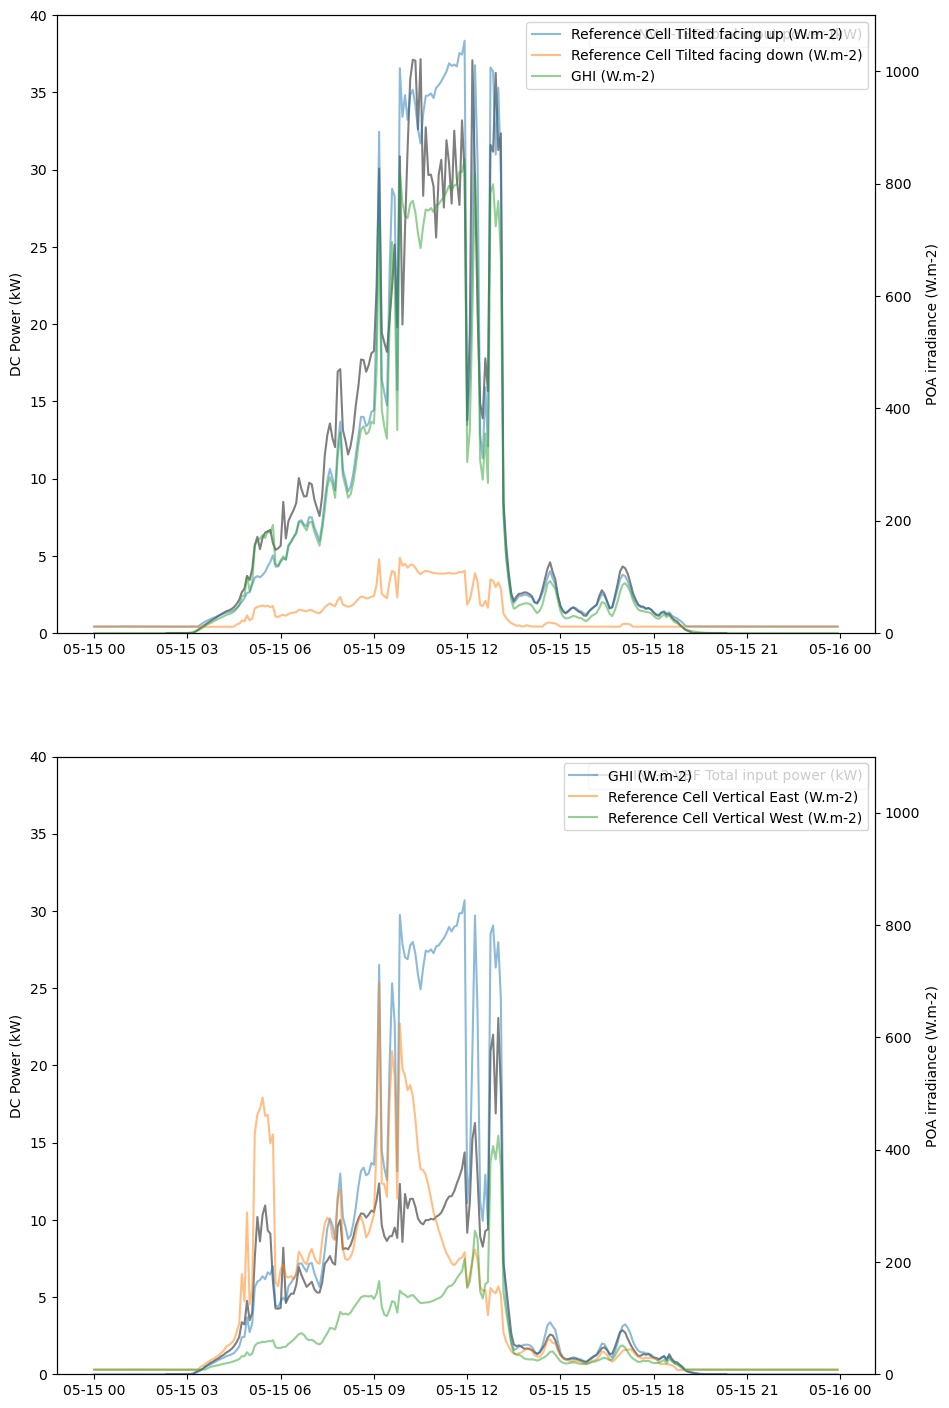 40
35
30
25
20
15
10
5
0
DC Power (kW)
Reference Cell Tilted facing up (W.m-2)
Reference Cell Tilted facing down (W.m-2)
GHI (W.m-2)
1000
800
600
400
200
0
POA irradiance (W.m-2)
05-15 00 05-15 03 05-15 06 05-15 09 05-15 12 05-15 15 05-15 18 05-15 21 05-16 00
40
35
30
25
20
15
10
5
0
DC Power (kW)
Total input power (kW)
GHI (W.m-2)
Reference Cell Vertical East (W.m-2)
Reference Cell Vertical West (W.m-2)
1000
800
600
400
200
0
POA irradiance (W.m-2)
05-15 00 05-15 03 05-15 06 05-15 09 05-15 12 05-15 15 05-15 18 05-15 21 05-16 00